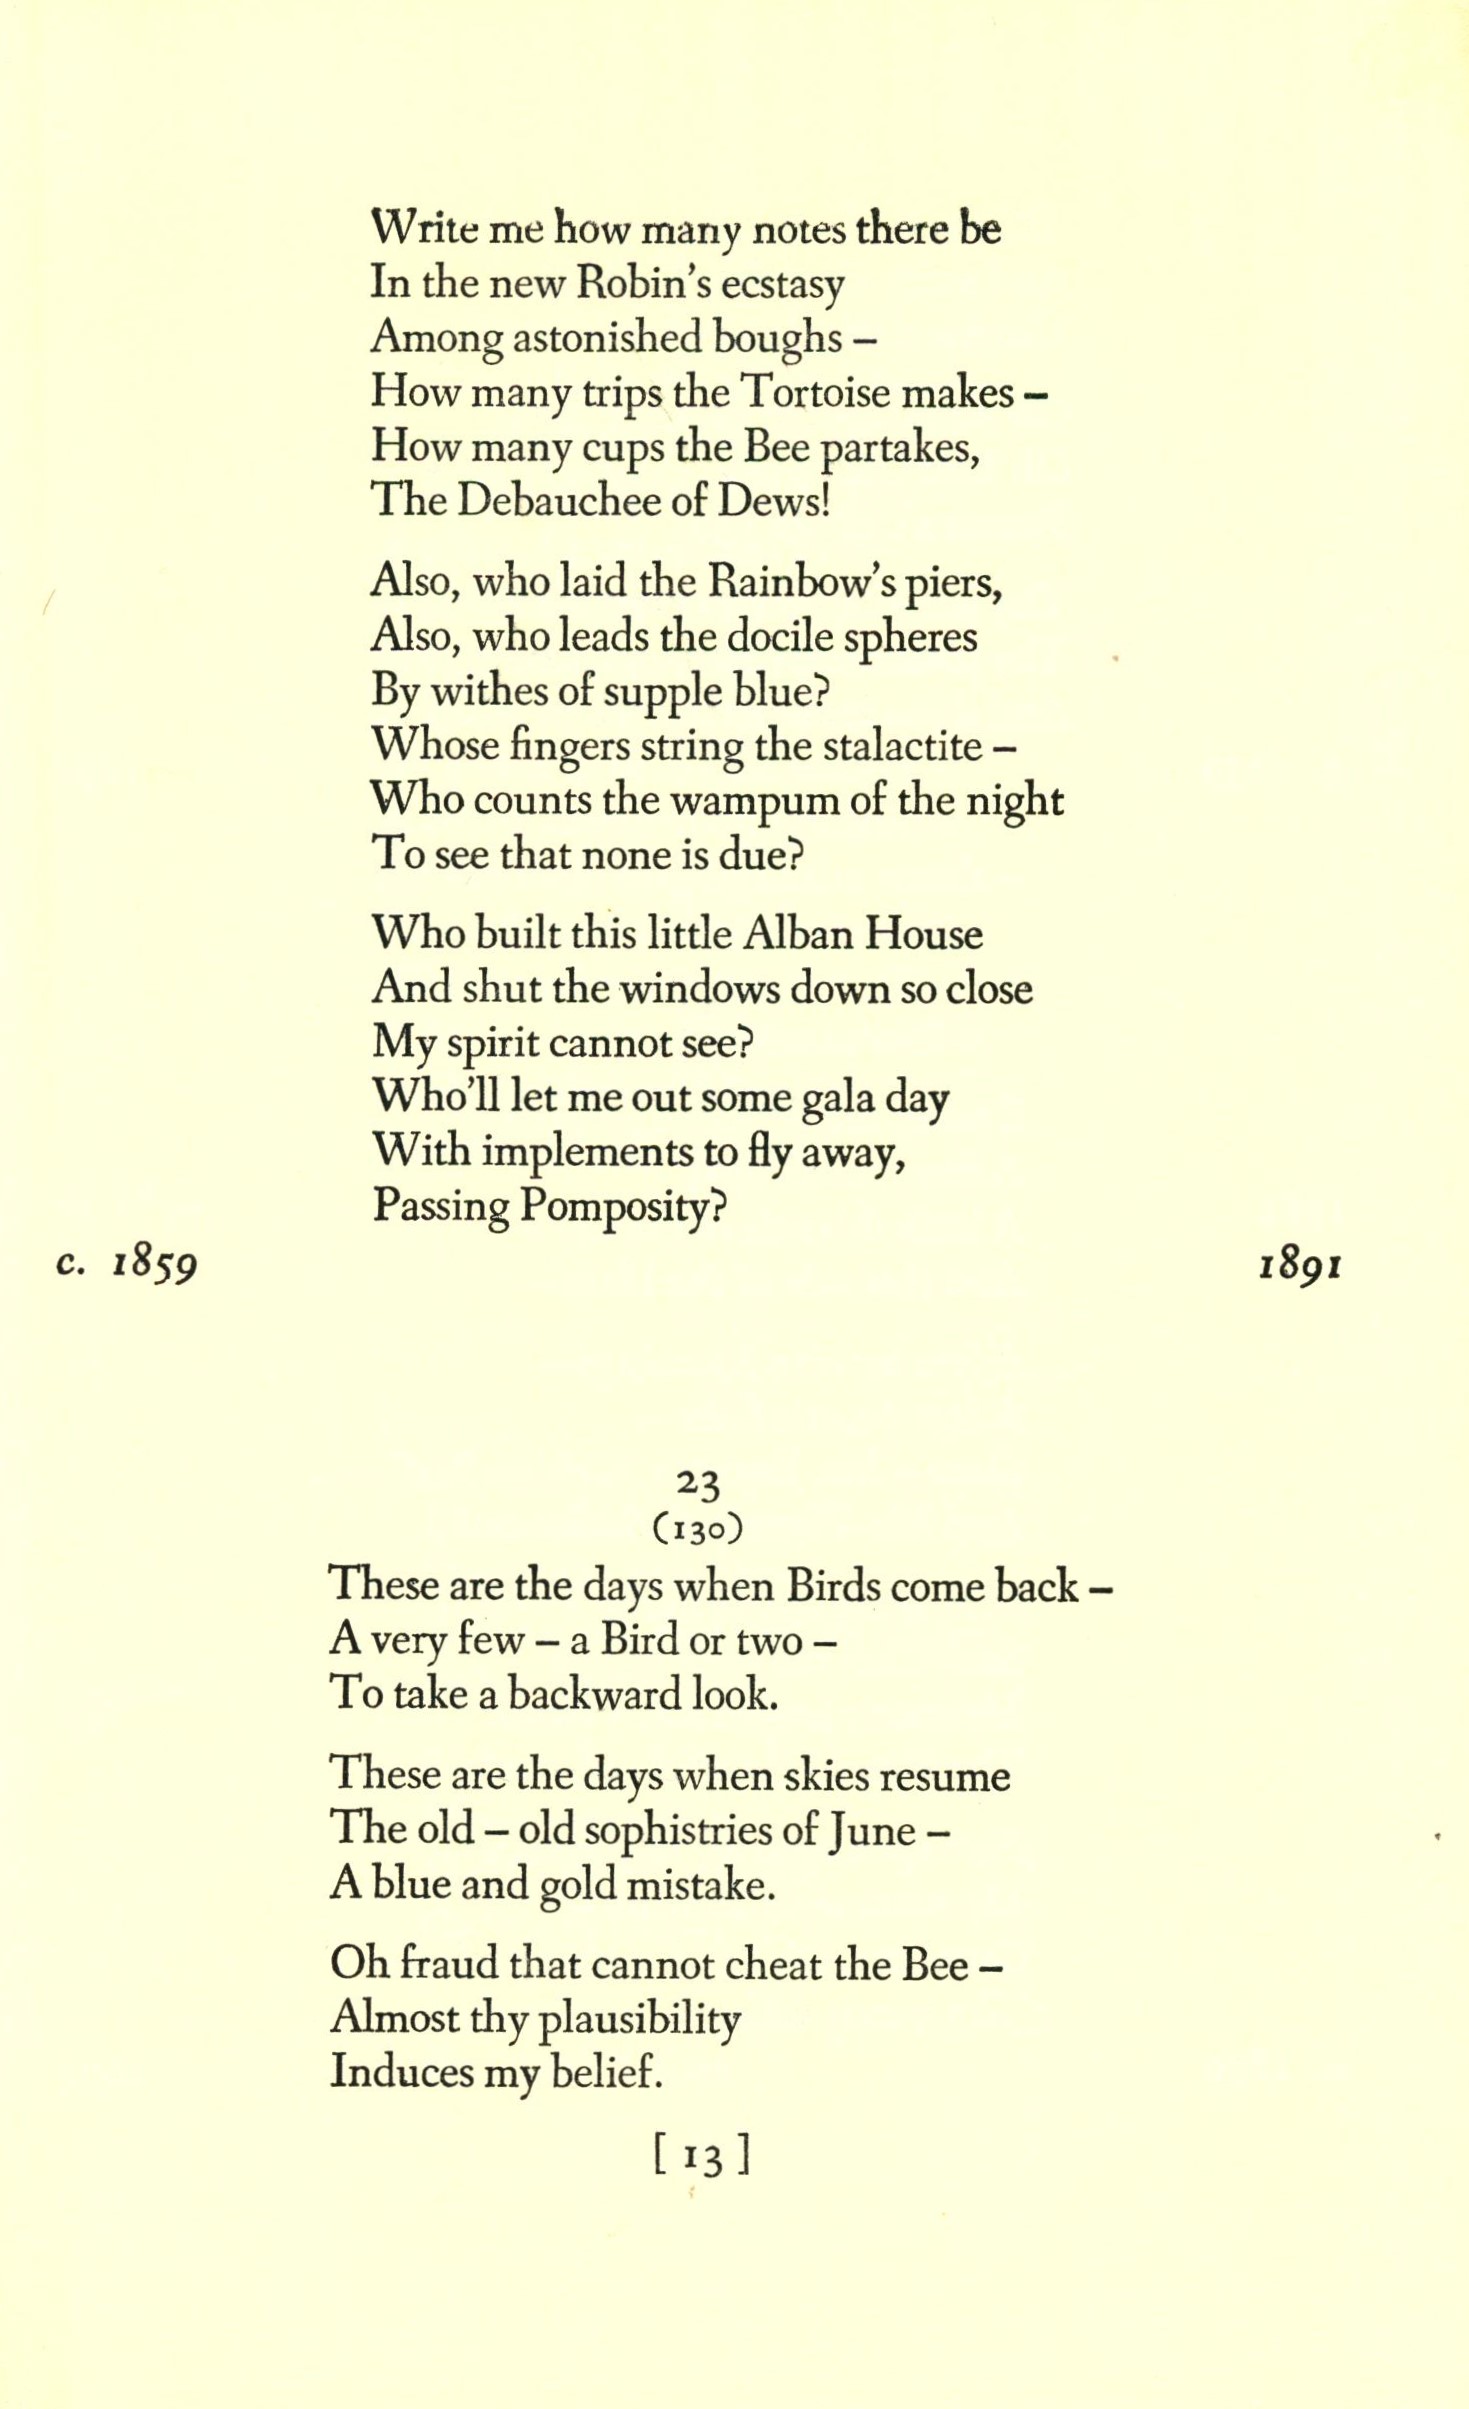 Write me how many notes there be
In the new Robin's ecstasy
Among astonished boughs –
How many trips the Tortoise makes –
How many cups the Bee partakes,
The Debauchee of Dews!
Also, who laid the Rainbow's piers,
Also, who leads the docile spheres
By withes of supple blue?
Whose fingers string the stalactite –
Who counts the wampum of the night
To see that none is due?
Who built this little Alban House
And shut the windows down so close
My spirit cannot see?
Who'll let me out some gala day
With implements to fly away,
Passing Pomposity?
c. 1859 1891
23
(130)
These are the days when Birds come back –
A very few – a Bird or two –
To take a backward look.
These are the days when skies resume
The old – old sophistries of June –
A blue and gold mistake.
Oh fraud that cannot cheat the Bee –
Almost thy plausibility
Induces my belief.
[ 13 ]